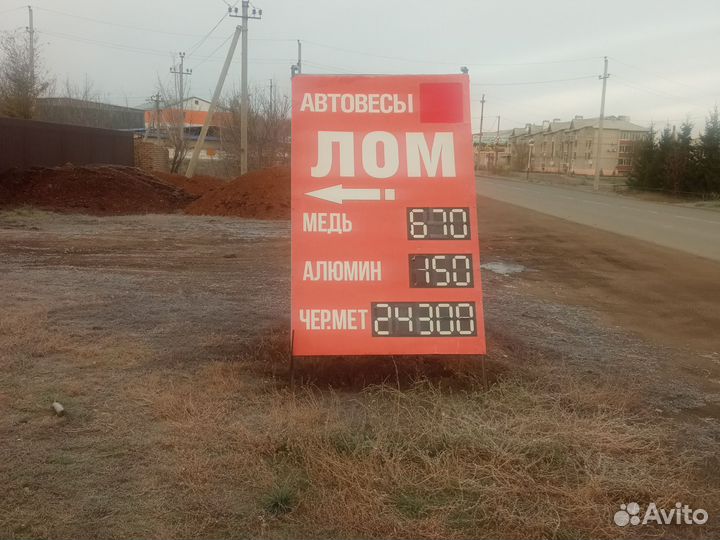 АВТОВЕСЫ
ЛОМ
МЕДЬ 670
АЛЮМИН 150
ЧЕР.МЕТ 24300
Avito